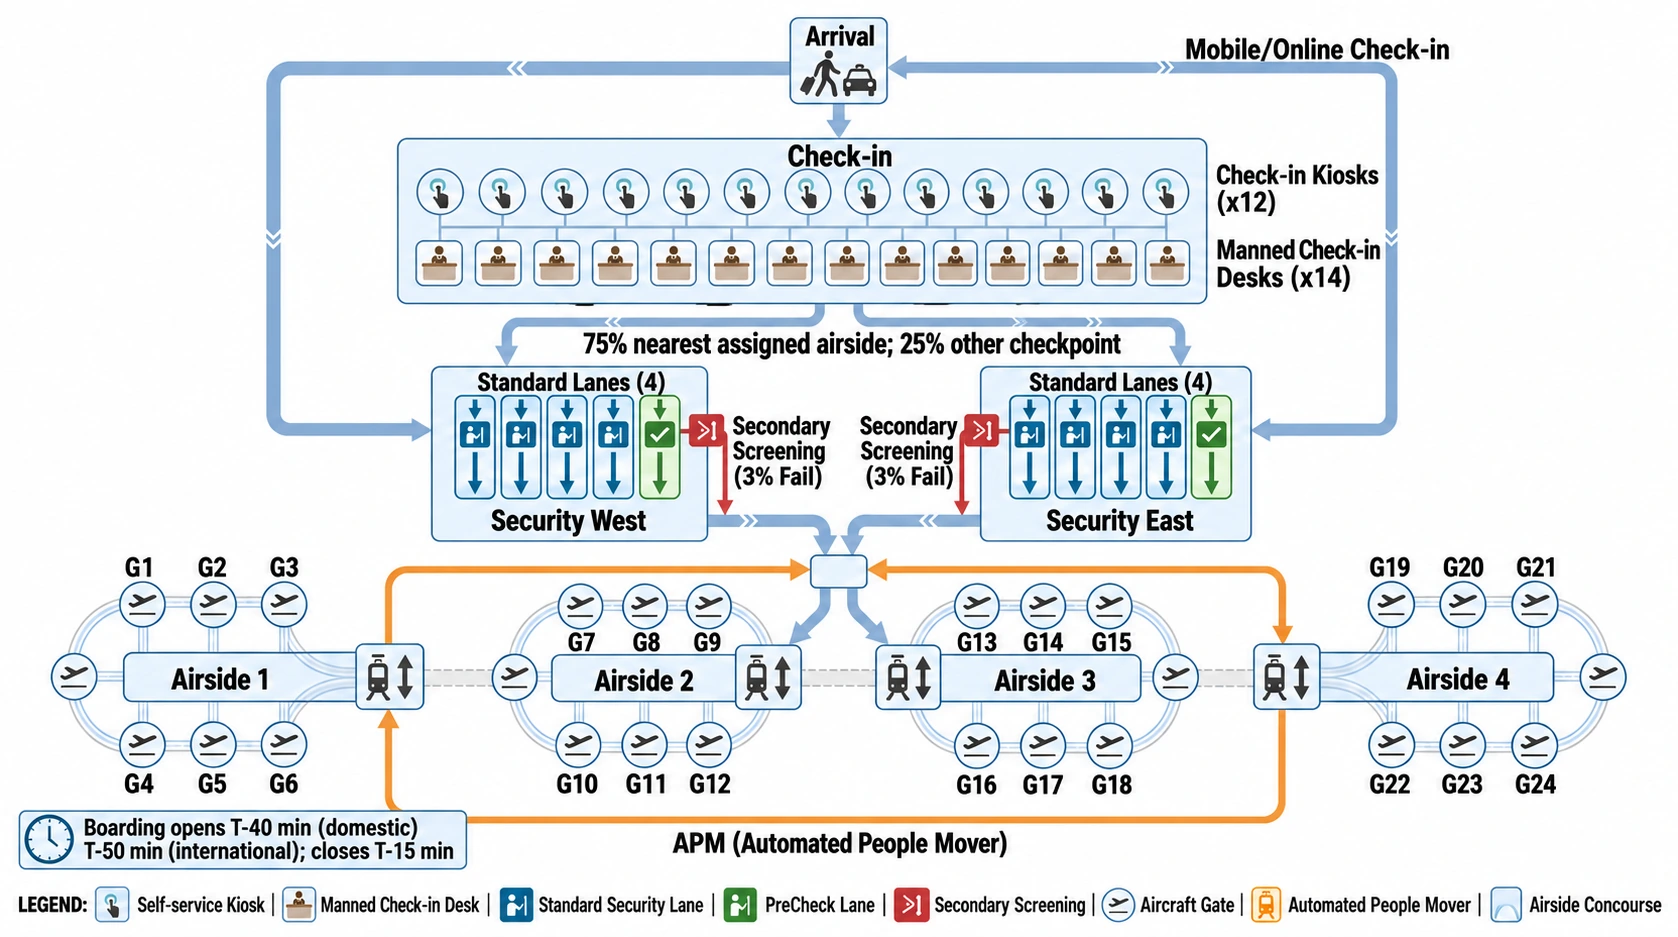 Arrival
Mobile/Online Check-in
Check-in
Check-in Kiosks
(x12)
Manned Check-in
Desks (x14)
75% nearest assigned airside; 25% other checkpoint
Standard Lanes (4)
Secondary
Screening
(3% Fail)
Security West
Standard Lanes (4)
Secondary
Screening
(3% Fail)
Security East
G1
G2
G3
Airside 1
G4
G5
G6
G7
G8
G9
Airside 2
G10
G11
G12
G13
G14
G15
Airside 3
G16
G17
G18
G19
G20
G21
Airside 4
G22
G23
G24
Boarding opens T-40 min (domestic)
T-50 min (international); closes T-15 min
APM (Automated People Mover)
LEGEND: Self-service Kiosk | Manned Check-in Desk | Standard Security Lane | PreCheck Lane | Secondary Screening | Aircraft Gate | Automated People Mover | Airside Concourse